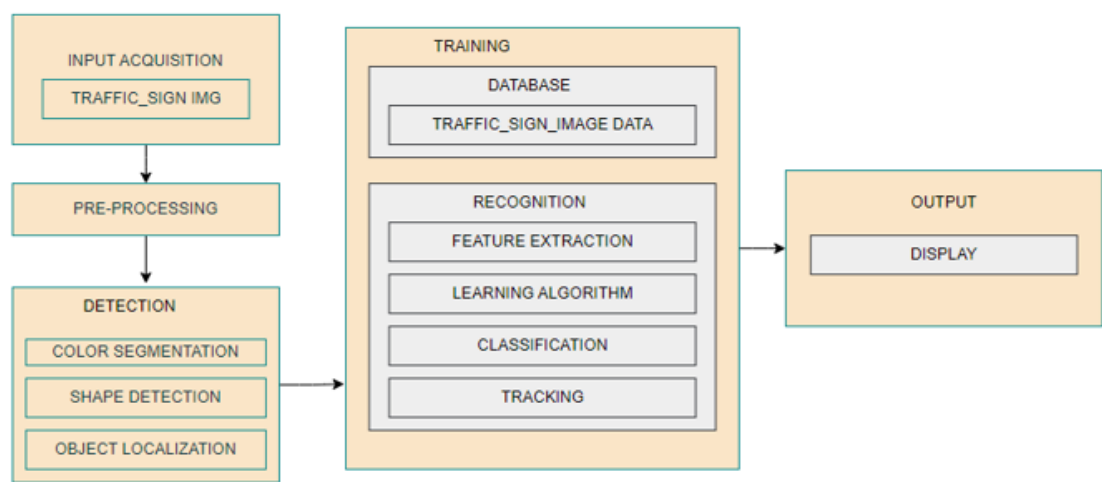 INPUT ACQUISITION
TRAFFIC_SIGN IMG
PRE-PROCESSING
DETECTION
COLOR SEGMENTATION
SHAPE DETECTION
OBJECT LOCALIZATION
TRAINING
DATABASE
TRAFFIC_SIGN_IMAGE DATA
RECOGNITION
FEATURE EXTRACTION
LEARNING ALGORITHM
CLASSIFICATION
TRACKING
OUTPUT
DISPLAY